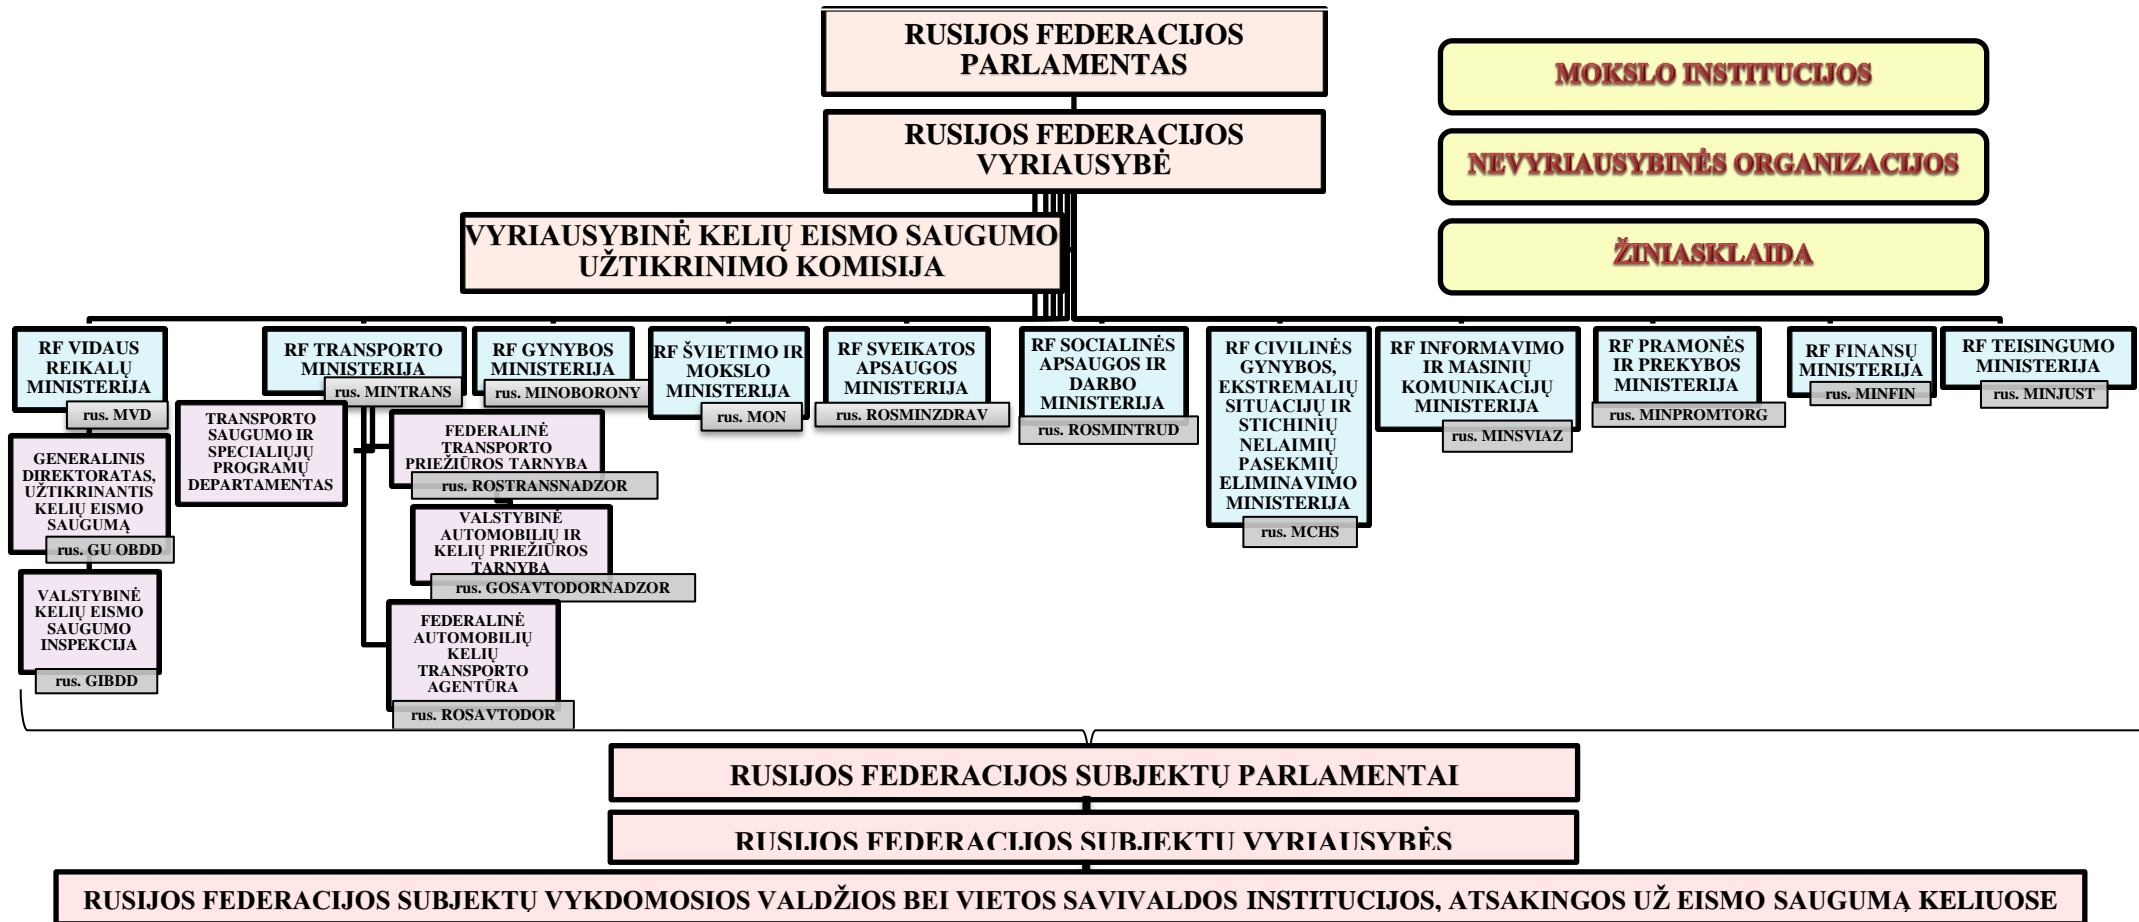 RUSIJOS FEDERACIJOS
PARLAMENTAS
MOKSLO INSTITUCIJOS
RUSIJOS FEDERACIJOS
VYRIAUSYBĖ
NEVYRIAUSYBINĖS ORGANIZACIJOS
VYRIAUSYBINĖ KELIŲ EISMO SAUGUMO
UŽTIKRINIMO KOMISIJA
ŽINIASKLAIDA
RF VIDAUS
REIKALŲ
MINISTERIJA
rus. MVD
GENERALINIS
DIREKTORATAS,
UŽTIKRINANTIS
KELIŲ EISMO
SAUGUMĄ
rus. GU OBDD
VALSTYBINĖ
KELIŲ EISMO
SAUGUMO
INSPEKCIJA
rus. GIBDD
RF TRANSPORTO
MINISTERIJA
rus. MINTRANS
TRANSPORTO
SAUGUMO IR
SPECIALIŲJŲ
PROGRAMŲ
DEPARTAMENTAS
FEDERALINĖ
TRANSPORTO
PRIEŽIŪROS TARNYBA
rus. ROSTRANSNADZOR
VALSTYBINĖ
AUTOMOBILIŲ IR
KELIŲ PRIEŽIŪROS
TARNYBA
rus. GOSAVTODORNADZOR
FEDERALINĖ
AUTOMOBILIŲ
KELIŲ
TRANSPORTO
AGENTŪRA
rus. ROSAVTODOR
RF GYNYBOS
MINISTERIJA
rus. MINOBORONY
RF ŠVIETIMO IR
MOKSLO
MINISTERIJA
rus. MON
RF SVEIKATOS
APSAUGOS
MINISTERIJA
rus. ROSMINZDRAV
RF SOCIALINĖS
APSAUGOS IR
DARBO
MINISTERIJA
rus. ROSMINTRUD
RF CIVILINĖS
GYNYBOS,
EKSTREMALIŲ
SITUACIJŲ IR
STICHINIŲ
NELAIMIŲ
PASEKMIŲ
ELIMINAVIMO
MINISTERIJA
rus. MCHS
RF INFORMAVIMO
IR MASINIŲ
KOMUNIKACIJŲ
MINISTERIJA
rus. MINSVIAZ
RF PRAMONĖS
IR PREKYBOS
MINISTERIJA
rus. MINPROMTORG
RF FINANSŲ
MINISTERIJA
rus. MINFIN
RF TEISINGUMO
MINISTERIJA
rus. MINJUST
RUSIJOS FEDERACIJOS SUBJEKTŲ PARLAMENTAI
RUSIJOS FEDERACIJOS SUBJEKTŲ VYRIAUSYBĖS
RUSIJOS FEDERACIJOS SUBJEKTŲ VYKDOMOSIOS VALDŽIOS BEI VIETOS SAVIVALDOS INSTITUCIJOS, ATSAKINGOS UŽ EISMO SAUGUMĄ KELIUOSE